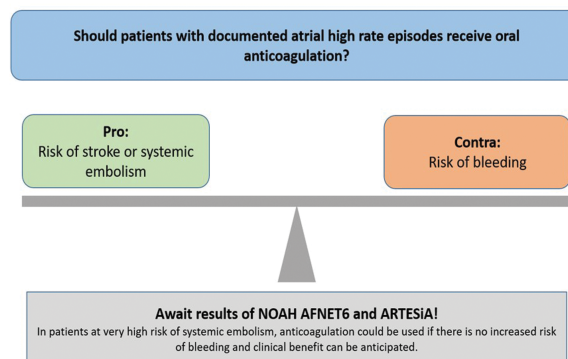 Should patients with documented atrial high rate episodes receive oral
anticoagulation?
Pro:
Risk of stroke or systemic
embolism
Contra:
Risk of bleeding
Await results of NOAH AFNET6 and ARTESiA!
In patients at very high risk of systemic embolism, anticoagulation could be used if there is no increased risk
of bleeding and clinical benefit can be anticipated.